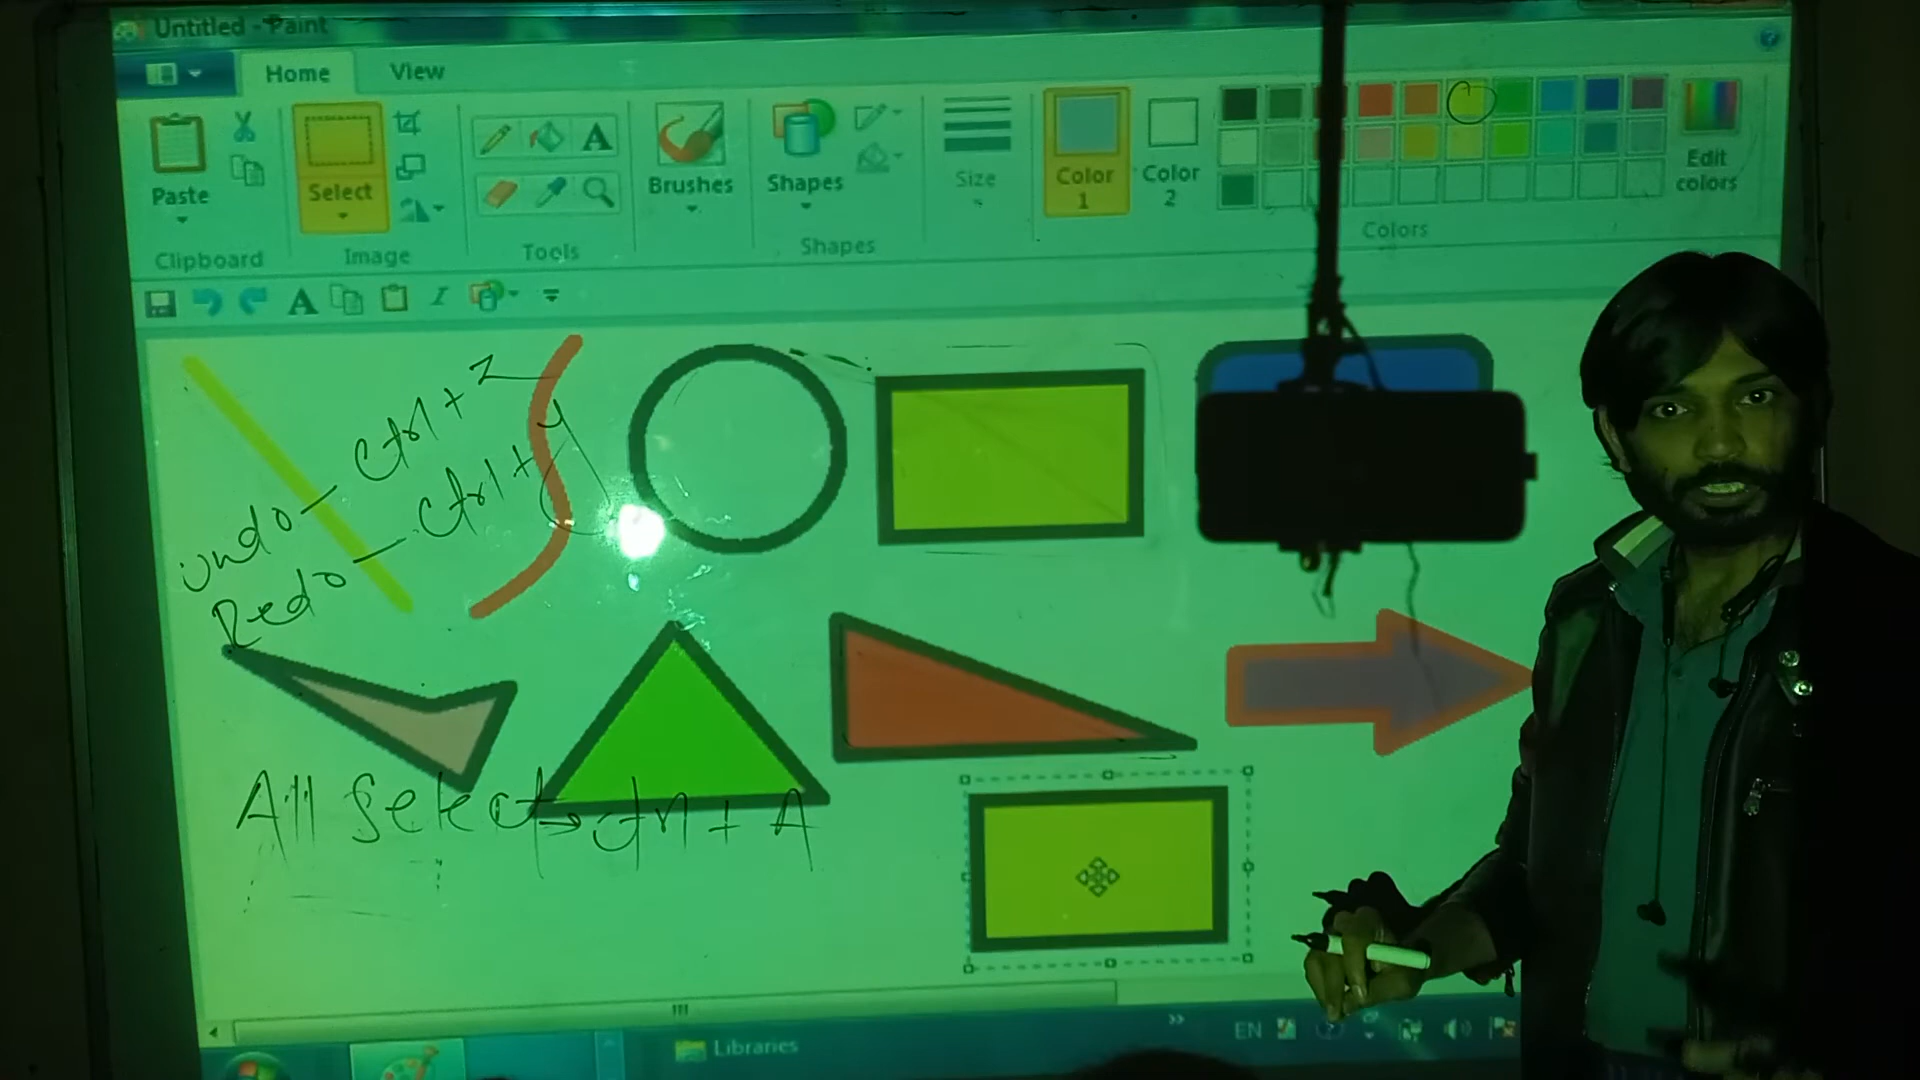 Untitled - Paint
Home View
Paste Select Brushes Shapes Size Color 1 Color 2 Edit colors
Clipboard Image Tools Shapes Colors
Undo - Ctrl + Z
Redo - Ctrl + y
All Select → ctrl + A
EN
Libraries